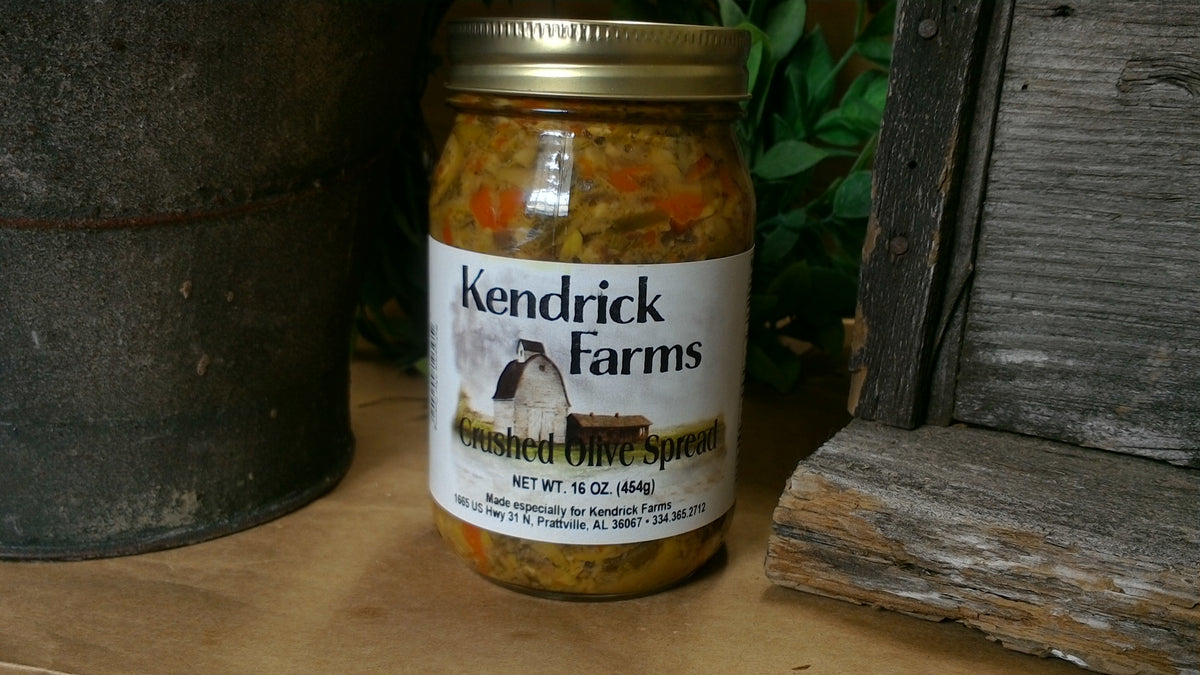 Kendrick
Farms
Crushed Olive Spread
NET WT. 16 OZ. (454g)
Made especially for Kendrick Farms
1665 US Hwy 31 N, Prattville, AL 36067 • 334.365.2712